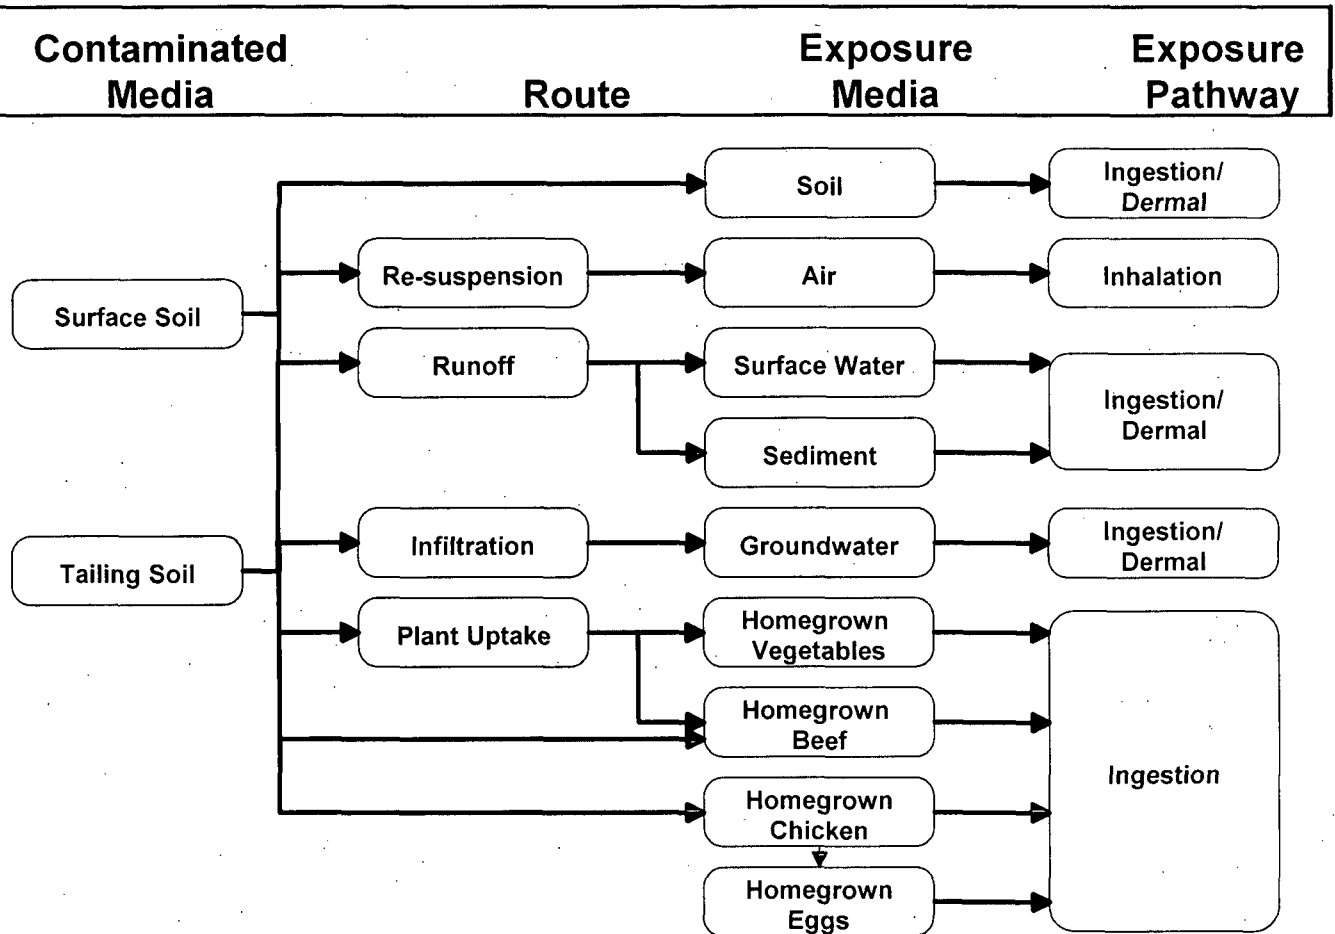 Contaminated Media
Route
Exposure Media
Exposure Pathway
Soil
Ingestion/
Dermal
Re-suspension
Air
Inhalation
Surface Soil
Runoff
Surface Water
Ingestion/
Dermal
Sediment
Infiltration
Groundwater
Ingestion/
Dermal
Tailing Soil
Plant Uptake
Homegrown
Vegetables
Homegrown
Beef
Ingestion
Homegrown
Chicken
Homegrown
Eggs